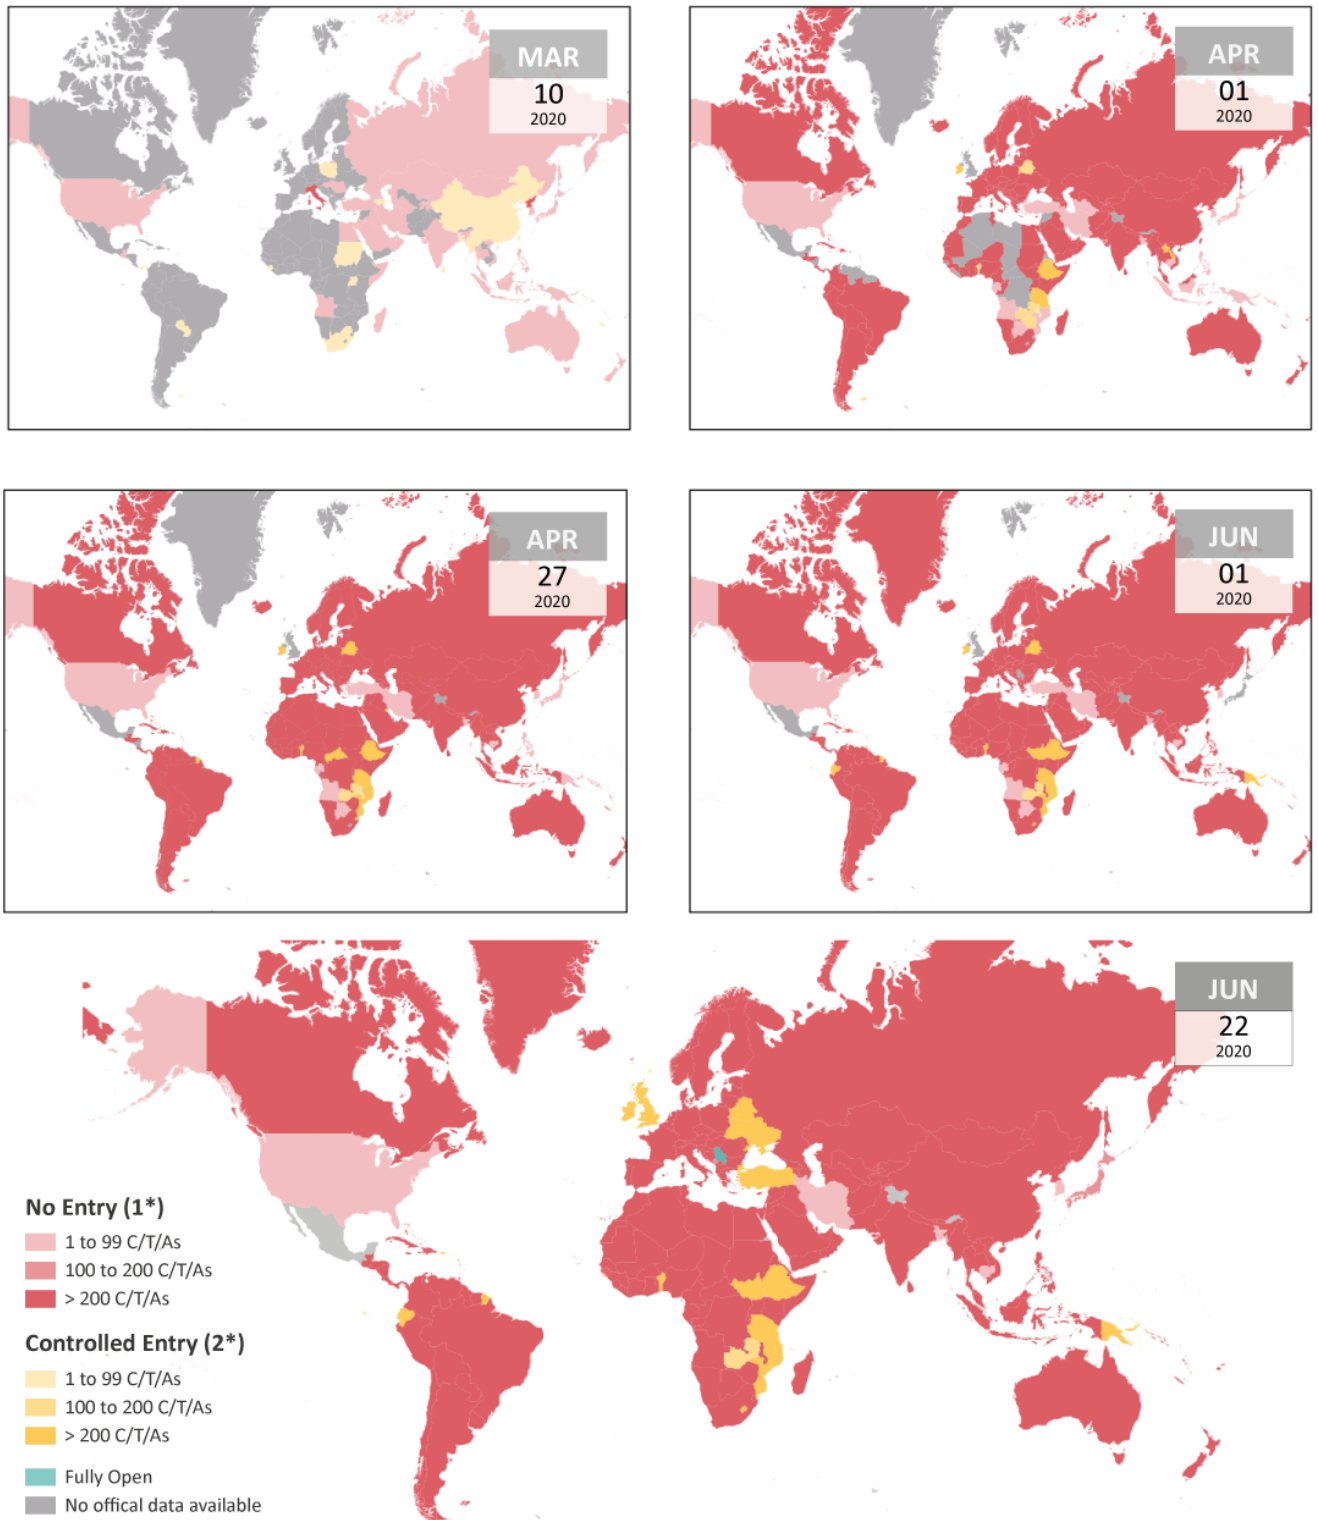 MAR
10
2020
APR
01
2020
APR
27
2020
JUN
01
2020
JUN
22
2020
No Entry (1*)
1 to 99 C/T/As
100 to 200 C/T/As
> 200 C/T/As
Controlled Entry (2*)
1 to 99 C/T/As
100 to 200 C/T/As
> 200 C/T/As
Fully Open
No offical data available